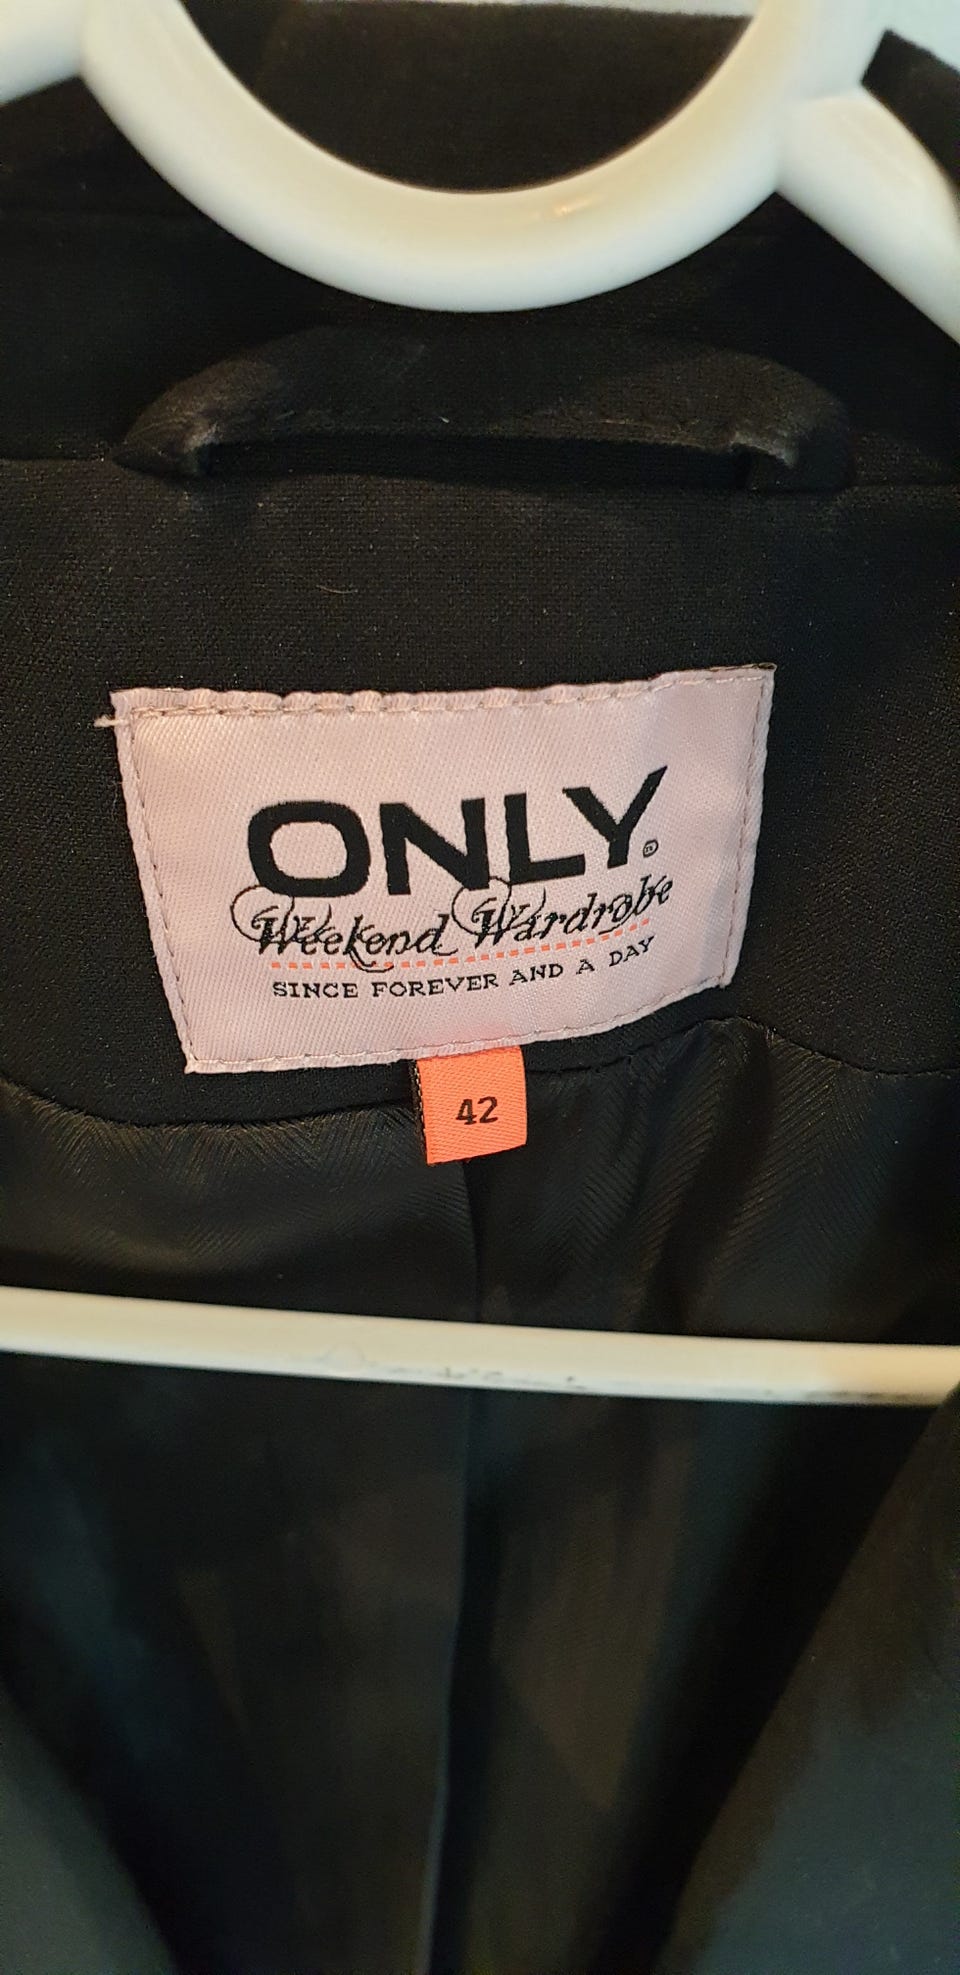 ONLY®
Weekend Wardrobe
SINCE FOREVER AND A DAY
42